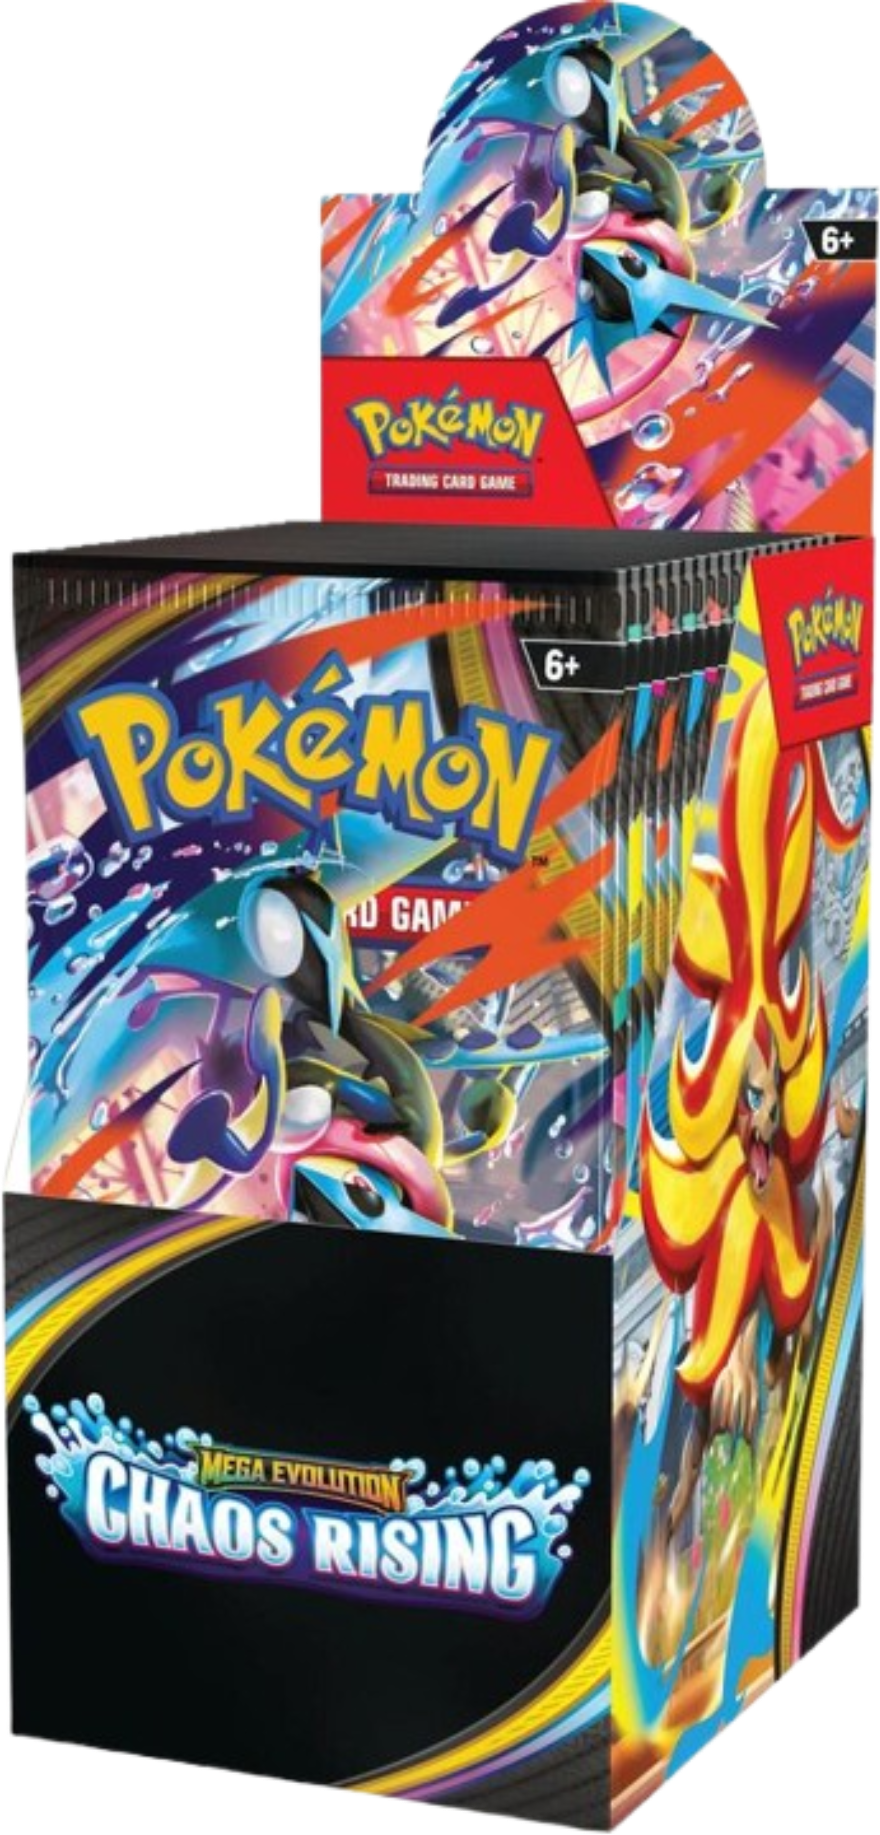 6+
POKéMON
TRADING CARD GAME
6+
POKéMON
TRADING CARD GAME
POKéMON
™
RD GAM
MEGA EVOLUTION
CHAOS RISING